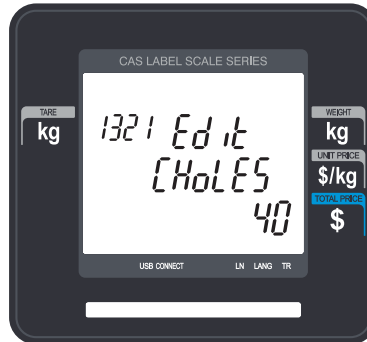 CAS LABEL SCALE SERIES
TARE
kg
WEIGHT
kg
UNIT PRICE
$/kg
TOTAL PRICE
$
1321 Edit
CHoLES
40
USB CONNECT LN LANG TR